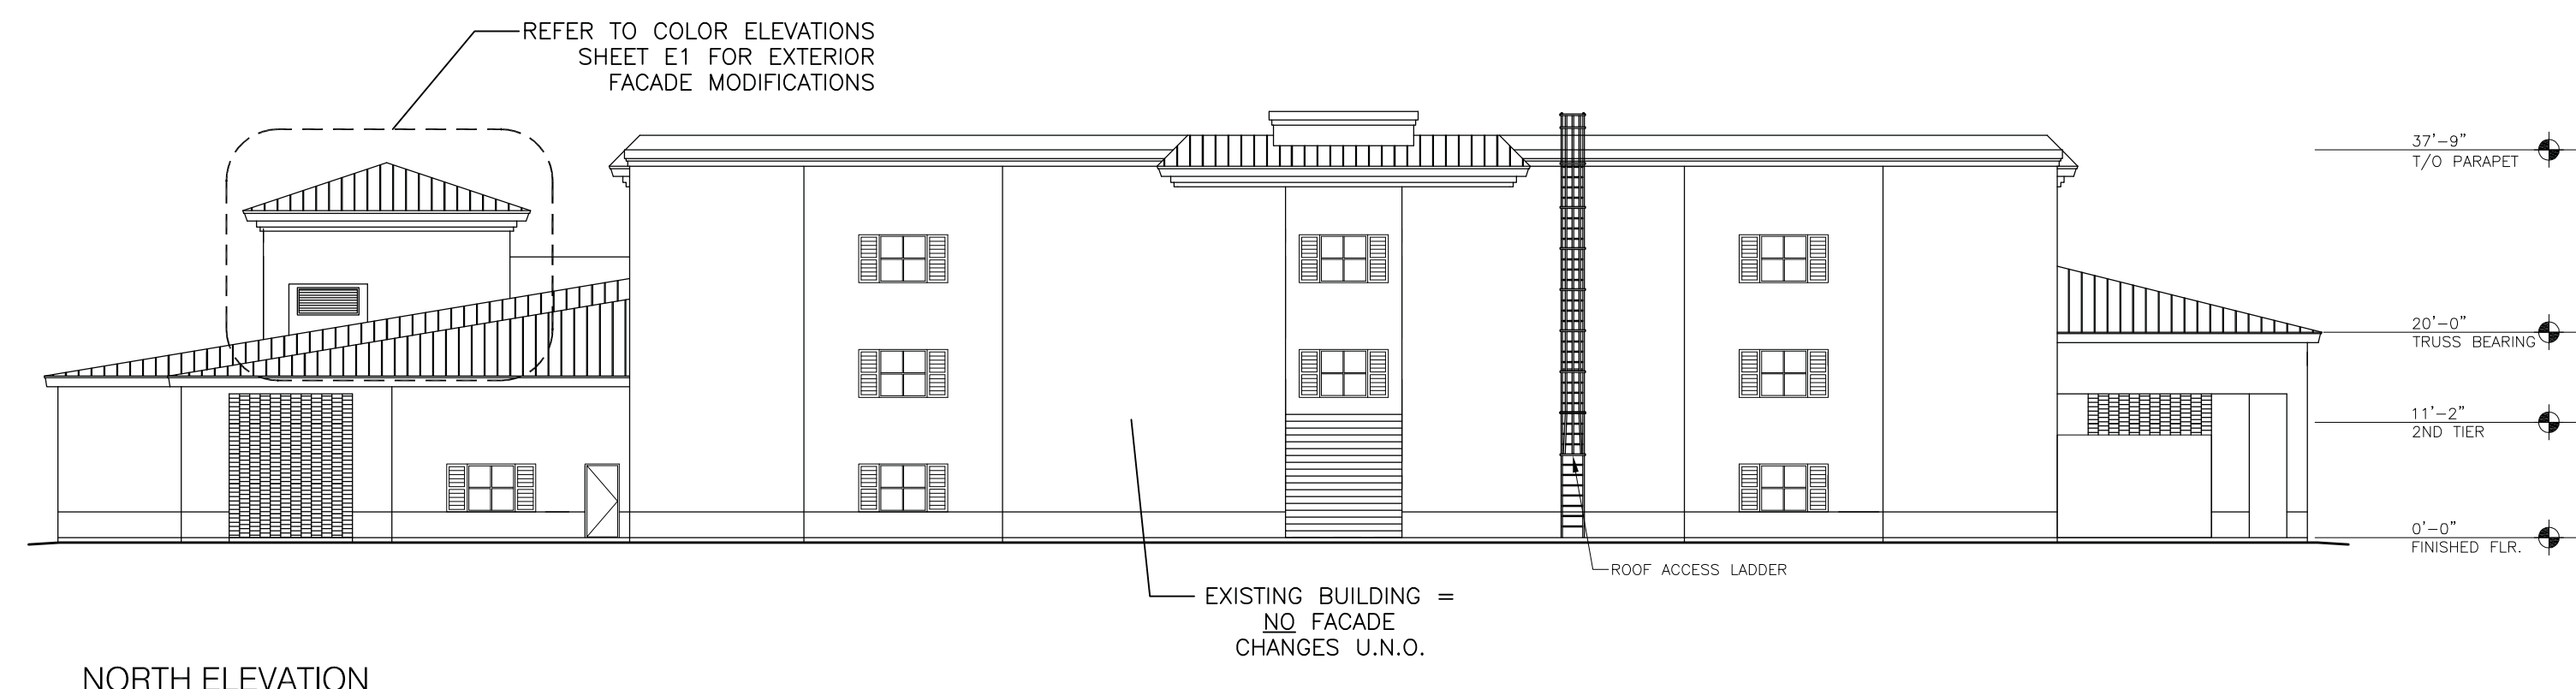 REFER TO COLOR ELEVATIONS
SHEET E1 FOR EXTERIOR
FACADE MODIFICATIONS
37'-9"
T/O PARAPET
20'-0"
TRUSS BEARING
11'-2"
2ND TIER
0'-0"
FINISHED FLR.
ROOF ACCESS LADDER
EXISTING BUILDING =
NO FACADE
CHANGES U.N.O.
NORTH ELEVATION